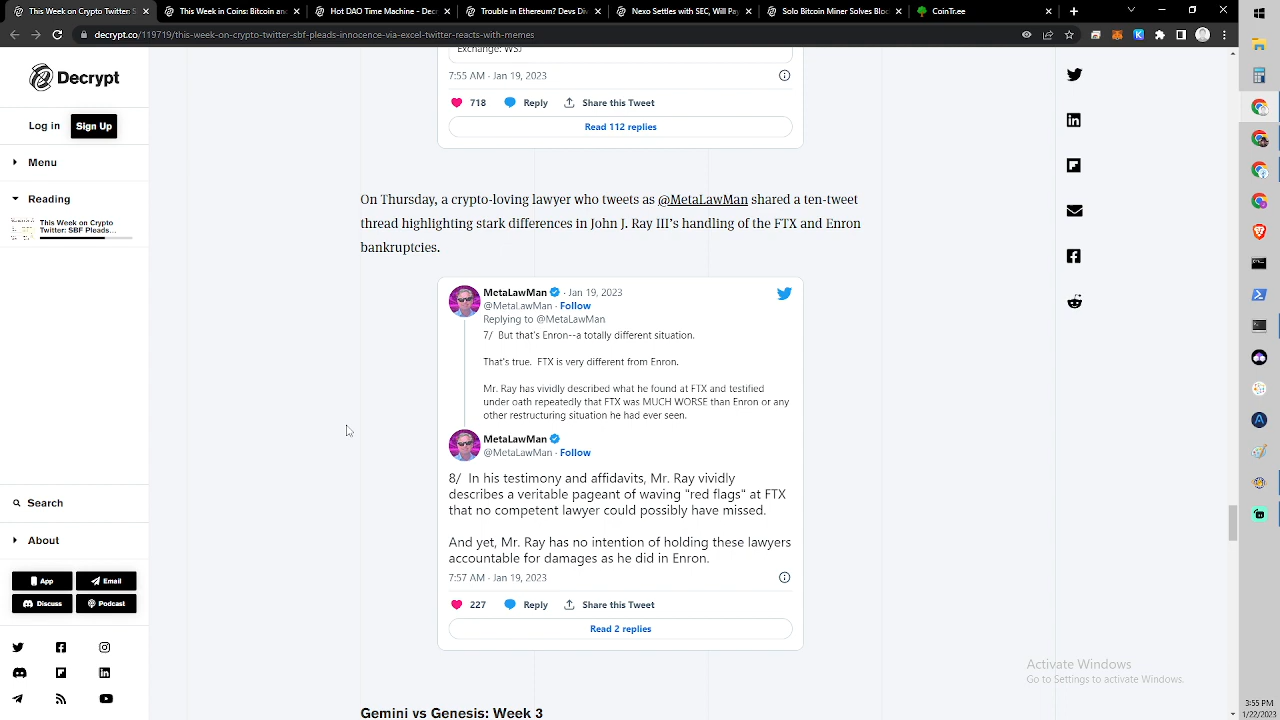 This Week on Crypto Twitter: S
This Week in Coins: Bitcoin an
Hot DAO Time Machine - Decr
Trouble in Ethereum? Devs Di
Nexo Settles with SEC, Will Pay
Solo Bitcoin Miner Solves Bloc
CoinTree
decrypt.co/119719/this-week-on-crypto-twitter-sbf-pleads-innocence-via-excel-twitter-reacts-with-memes
Decrypt
Log in
Sign Up
Menu
Reading
This Week on Crypto
Twitter: SBF Pleads...
Search
About
App
Email
Discuss
Podcast
Exchange: WSJ
7:55 AM · Jan 19, 2023
718 Reply Share this Tweet
Read 112 replies
On Thursday, a crypto-loving lawyer who tweets as @MetaLawMan shared a ten-tweet
thread highlighting stark differences in John J. Ray III’s handling of the FTX and Enron
bankruptcies.
MetaLawMan · Jan 19, 2023
@MetaLawMan · Follow
Replying to @MetaLawMan
7/ But that's Enron--a totally different situation.
That's true. FTX is very different from Enron.
Mr. Ray has vividly described what he found at FTX and testified
under oath repeatedly that FTX was MUCH WORSE than Enron or any
other restructuring situation he had ever seen.
MetaLawMan
@MetaLawMan · Follow
8/ In his testimony and affidavits, Mr. Ray vividly
describes a veritable pageant of waving "red flags" at FTX
that no competent lawyer could possibly have missed.
And yet, Mr. Ray has no intention of holding these lawyers
accountable for damages as he did in Enron.
7:57 AM · Jan 19, 2023
227 Reply Share this Tweet
Read 2 replies
Gemini vs Genesis: Week 3
Activate Windows
Go to Settings to activate Windows.
3:55 PM
1/22/2023